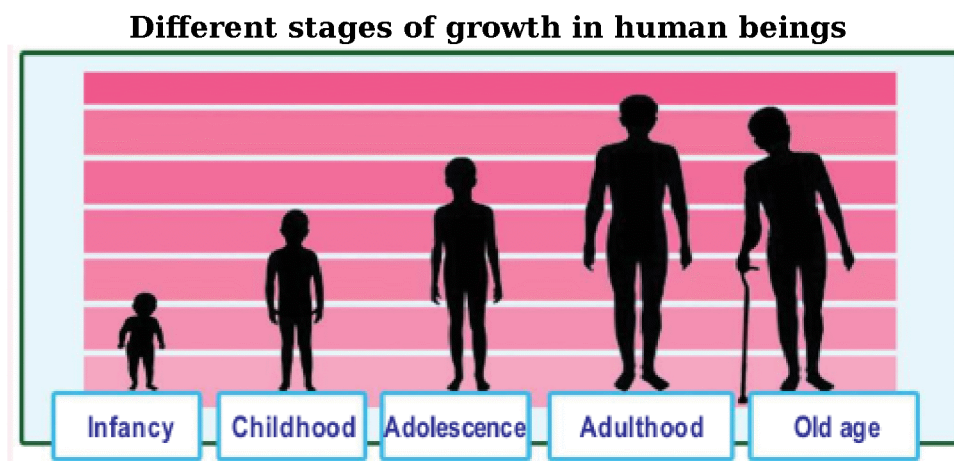 Different stages of growth in human beings
Infancy
Childhood
Adolescence
Adulthood
Old age